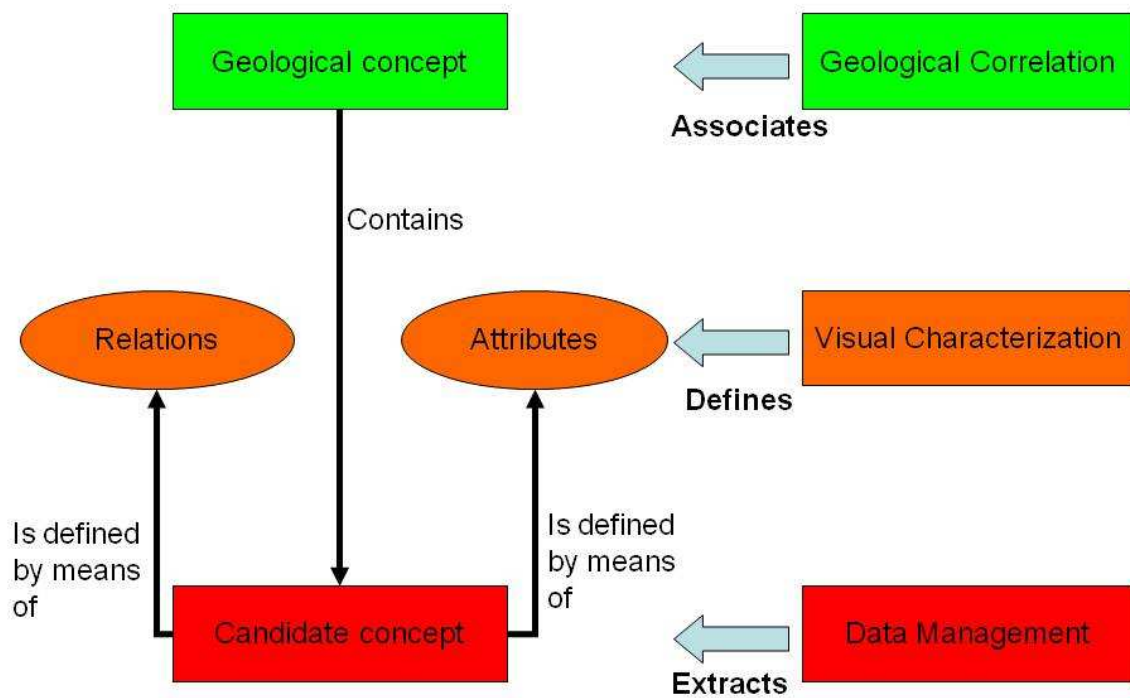 Geological concept
Geological Correlation
Associates
Contains
Relations
Attributes
Visual Characterization
Defines
Is defined
by means
of
Is defined
by means
of
Candidate concept
Data Management
Extracts